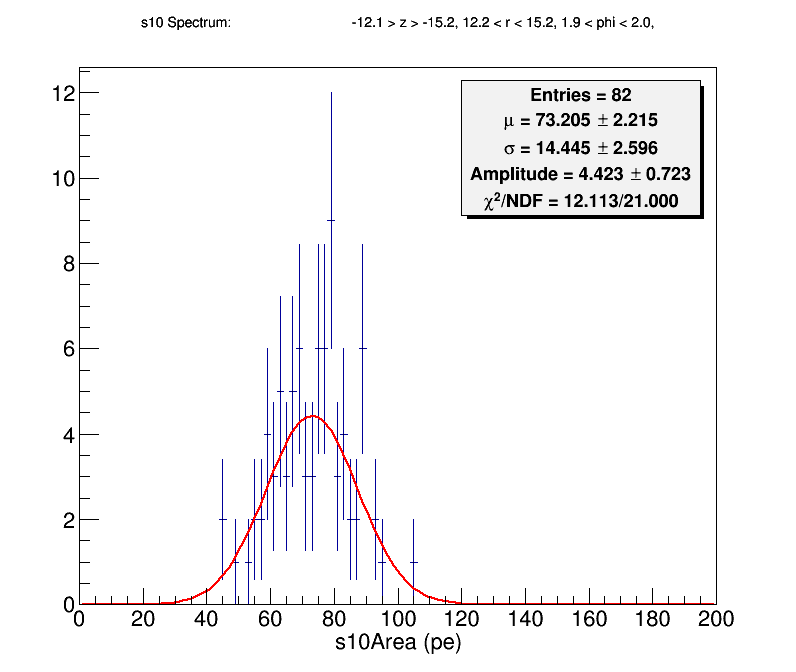 s10 Spectrum: -12.1 > z > -15.2, 12.2 < r < 15.2, 1.9 < phi < 2.0,
Entries = 82
μ = 73.205 ± 2.215
σ = 14.445 ± 2.596
Amplitude = 4.423 ± 0.723
χ²/NDF = 12.113/21.000
12
10
8
6
4
2
0
0 20 40 60 80 100 120 140 160 180 200
s10Area (pe)